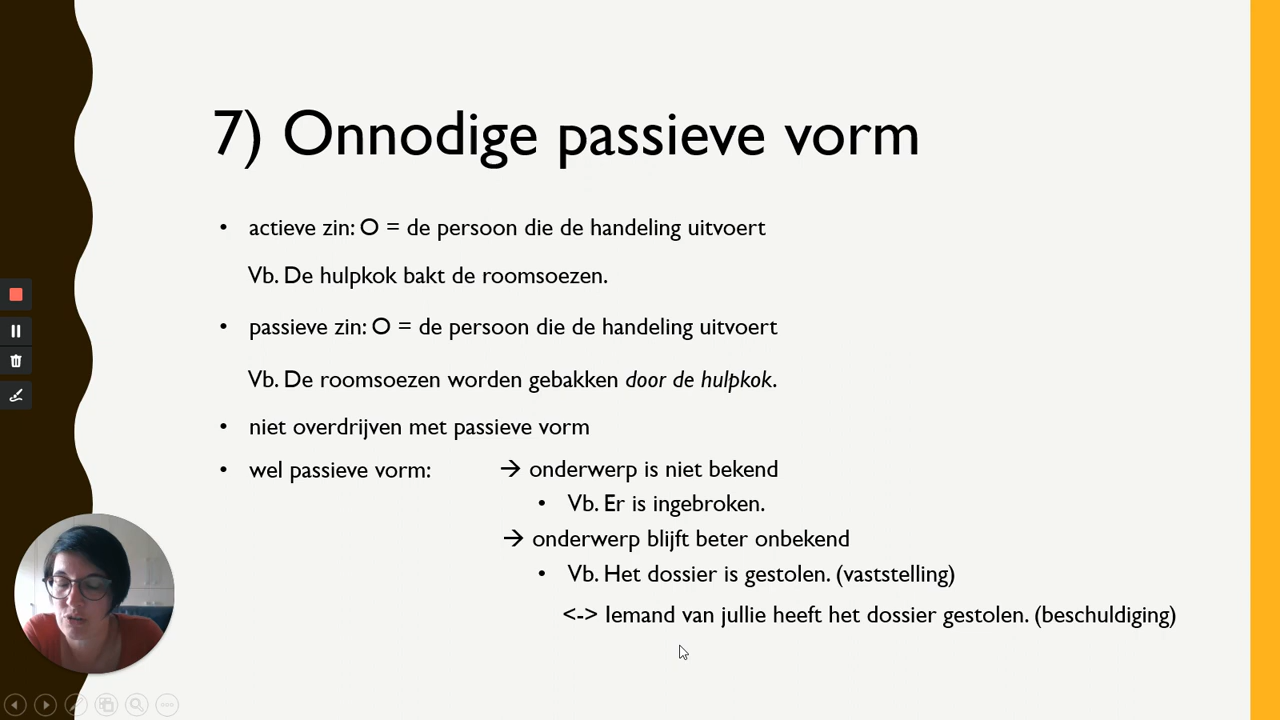 7) Onnodige passieve vorm
• actieve zin: O = de persoon die de handeling uitvoert
Vb. De hulpkok bakt de roomsoezen.
• passieve zin: O = de persoon die de handeling uitvoert
Vb. De roomsoezen worden gebakken door de hulpkok.
• niet overdrijven met passieve vorm
• wel passieve vorm: → onderwerp is niet bekend
• Vb. Er is ingebroken.
→ onderwerp blijft beter onbekend
• Vb. Het dossier is gestolen. (vaststelling)
<-> Iemand van jullie heeft het dossier gestolen. (beschuldiging)